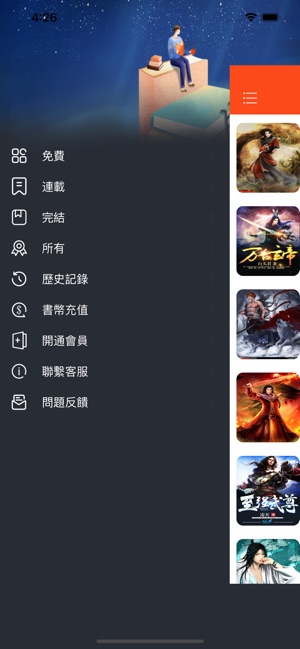 4:26
免費
連載
完結
所有
歷史記錄
書幣充值
開通會員
聯繫客服
問題反饋
万古玄帝
至强武尊